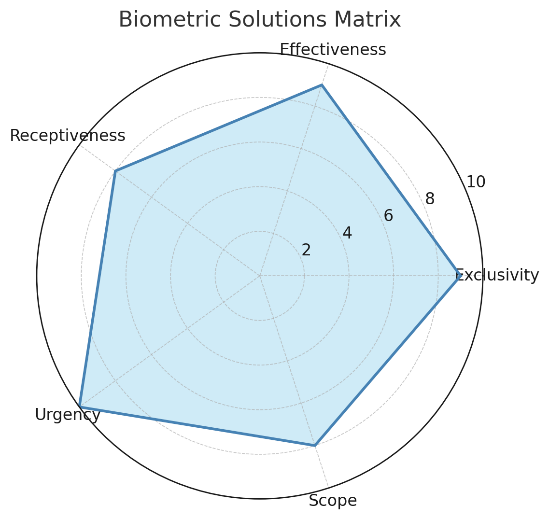 Biometric Solutions Matrix
Effectiveness
Receptiveness
10
8
6
4
2
Exclusivity
Urgency
Scope